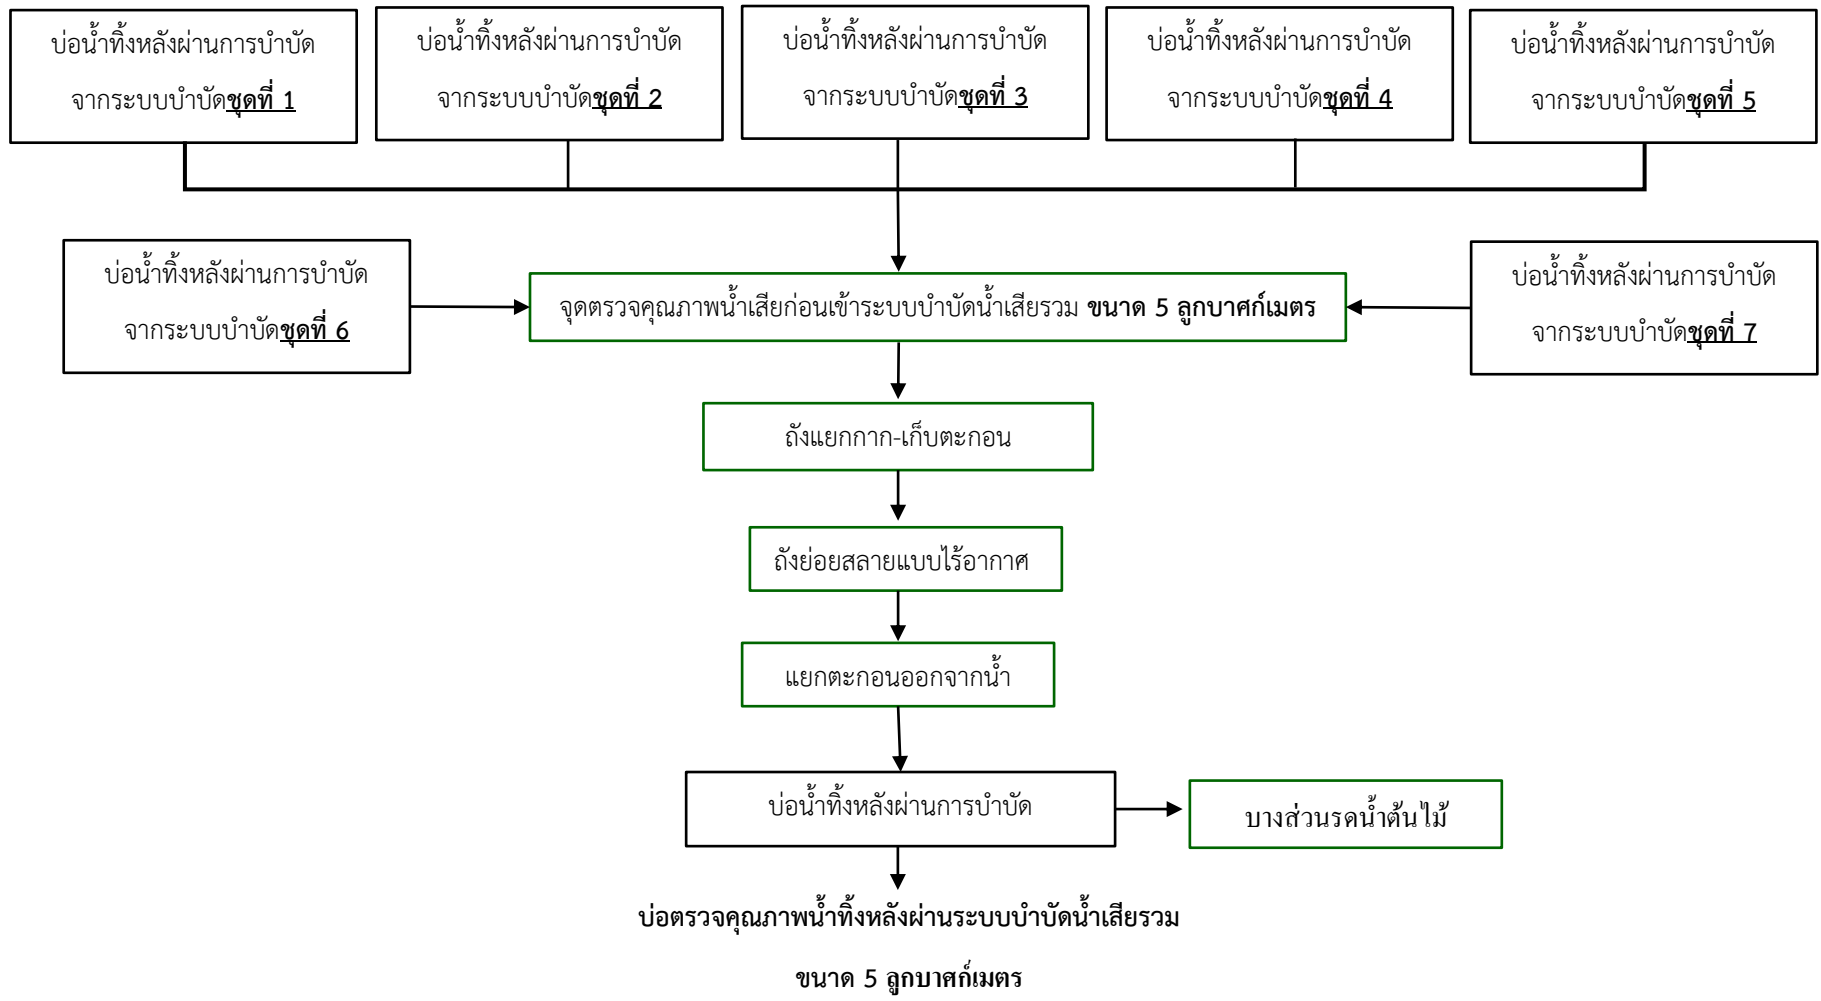 บ่อน้ำทิ้งหลังผ่านการบำบัด
จากระบบบำบัดชุดที่ 1
บ่อน้ำทิ้งหลังผ่านการบำบัด
จากระบบบำบัดชุดที่ 2
บ่อน้ำทิ้งหลังผ่านการบำบัด
จากระบบบำบัดชุดที่ 3
บ่อน้ำทิ้งหลังผ่านการบำบัด
จากระบบบำบัดชุดที่ 4
บ่อน้ำทิ้งหลังผ่านการบำบัด
จากระบบบำบัดชุดที่ 5
บ่อน้ำทิ้งหลังผ่านการบำบัด
จากระบบบำบัดชุดที่ 6
จุดตรวจคุณภาพน้ำเสียก่อนเข้าระบบบำบัดน้ำเสียรวม ขนาด 5 ลูกบาศก์เมตร
บ่อน้ำทิ้งหลังผ่านการบำบัด
จากระบบบำบัดชุดที่ 7
ถังแยกกาก-เก็บตะกอน
ถังย่อยสลายแบบไร้อากาศ
แยกตะกอนออกจากน้ำ
บ่อน้ำทิ้งหลังผ่านการบำบัด
บางส่วนรดน้ำต้นไม้
บ่อตรวจคุณภาพน้ำทิ้งหลังผ่านระบบบำบัดน้ำเสียรวม
ขนาด 5 ลูกบาศก์เมตร